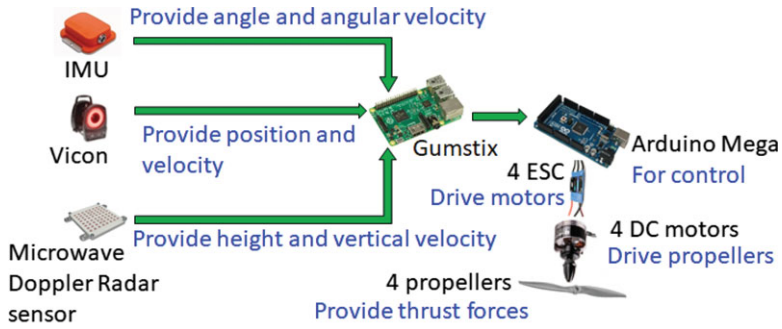 Provide angle and angular velocity
IMU
Vicon
Provide position and
velocity
Gumstix
Arduino Mega
For control
4 ESC
Drive motors
Microwave
Doppler Radar
sensor
Provide height and vertical velocity
4 DC motors
Drive propellers
4 propellers
Provide thrust forces